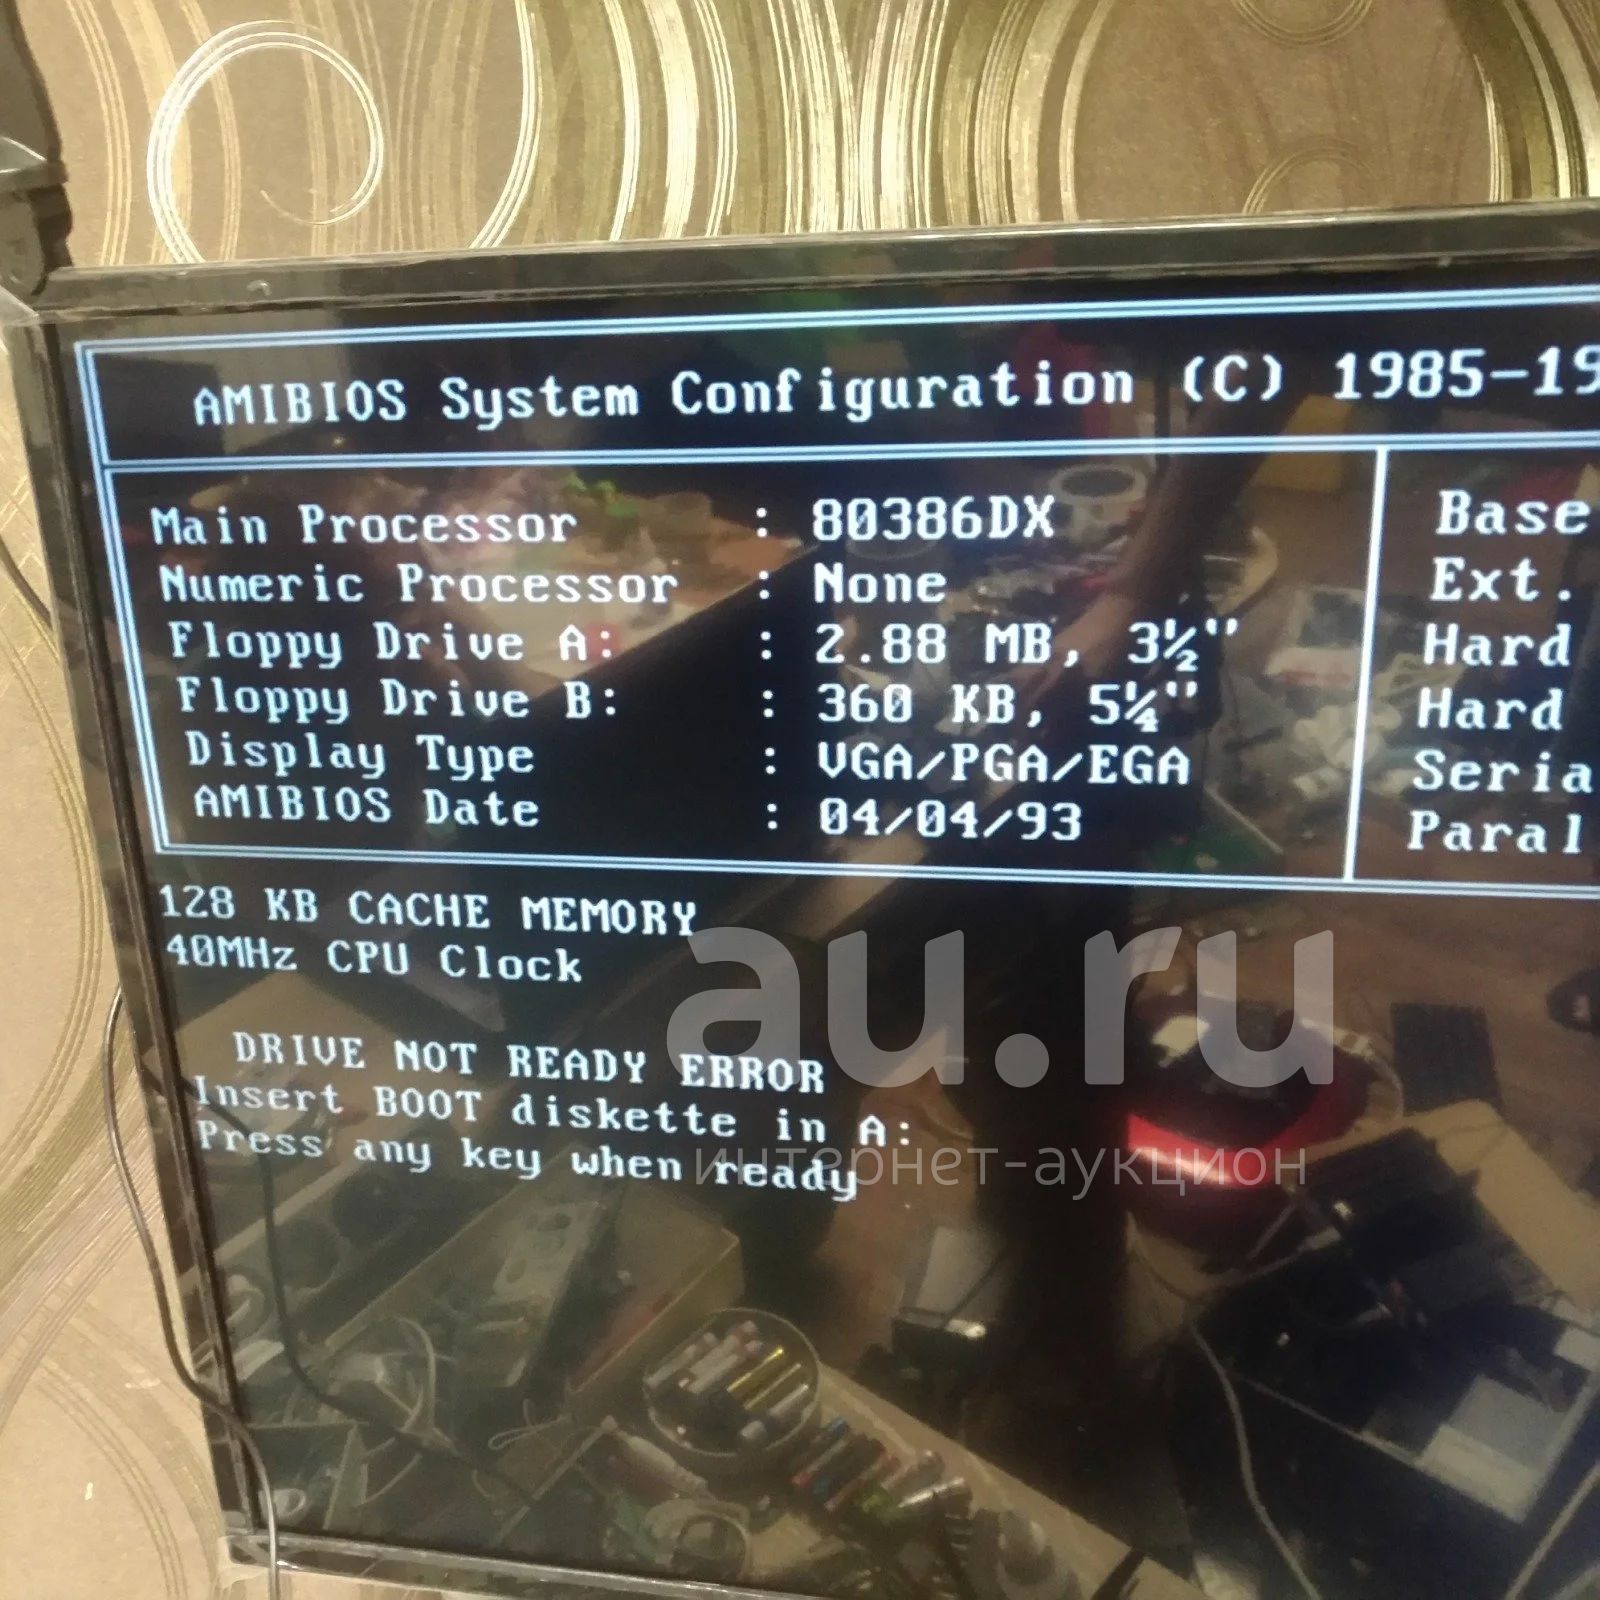 AMIBIOS System Configuration (C) 1985-19
Main Processor : 80386DX
Numeric Processor : None
Floppy Drive A: : 2.88 MB, 3½"
Floppy Drive B: : 360 KB, 5¼"
Display Type : VGA/PGA/EGA
AMIBIOS Date : 04/04/93
Base
Ext.
Hard
Hard
Seria
Paral
128 KB CACHE MEMORY
40MHz CPU Clock
DRIVE NOT READY ERROR
Insert BOOT diskette in A:
Press any key when ready
au.ru
интернет-аукцион